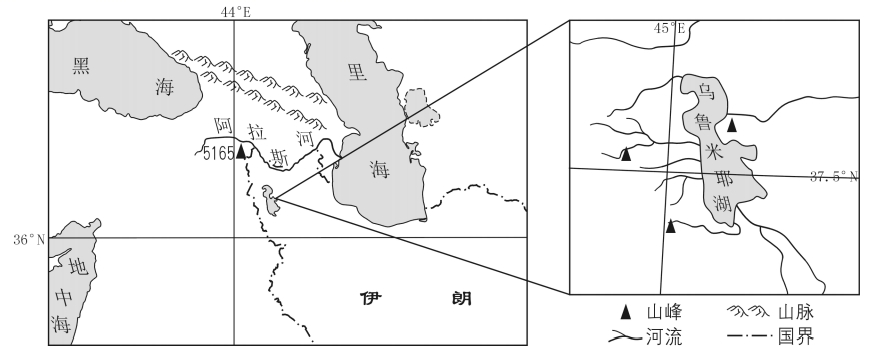 44°E
黑
海
里
海
阿
拉
斯
河
5165
36°N
地
中
海
伊 朗
45°E
乌
鲁
米
耶
湖
37.5°N
山峰
山脉
河流
国界